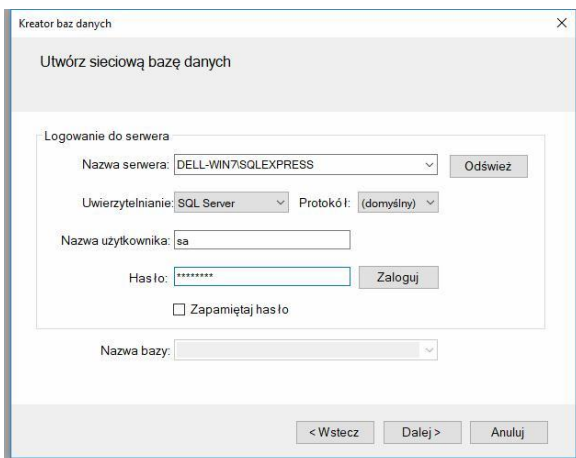 Kreator baz danych
Utwórz sieciową bazę danych
Logowanie do serwera
Nazwa serwera: DELL-WIN7\SQLEXPRESS Odśwież
Uwierzytelnianie: SQL Server Protokół: (domyślny)
Nazwa użytkownika: sa
Hasło: ******** Zaloguj
Zapamiętaj hasło
Nazwa bazy:
< Wstecz Dalej > Anuluj